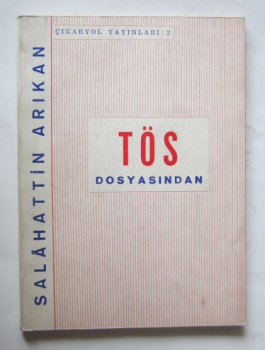 ÇIKARYOL YAYINLARI: 2
SALÂHATTİN ARIKAN
TÖS
DOSYASINDAN